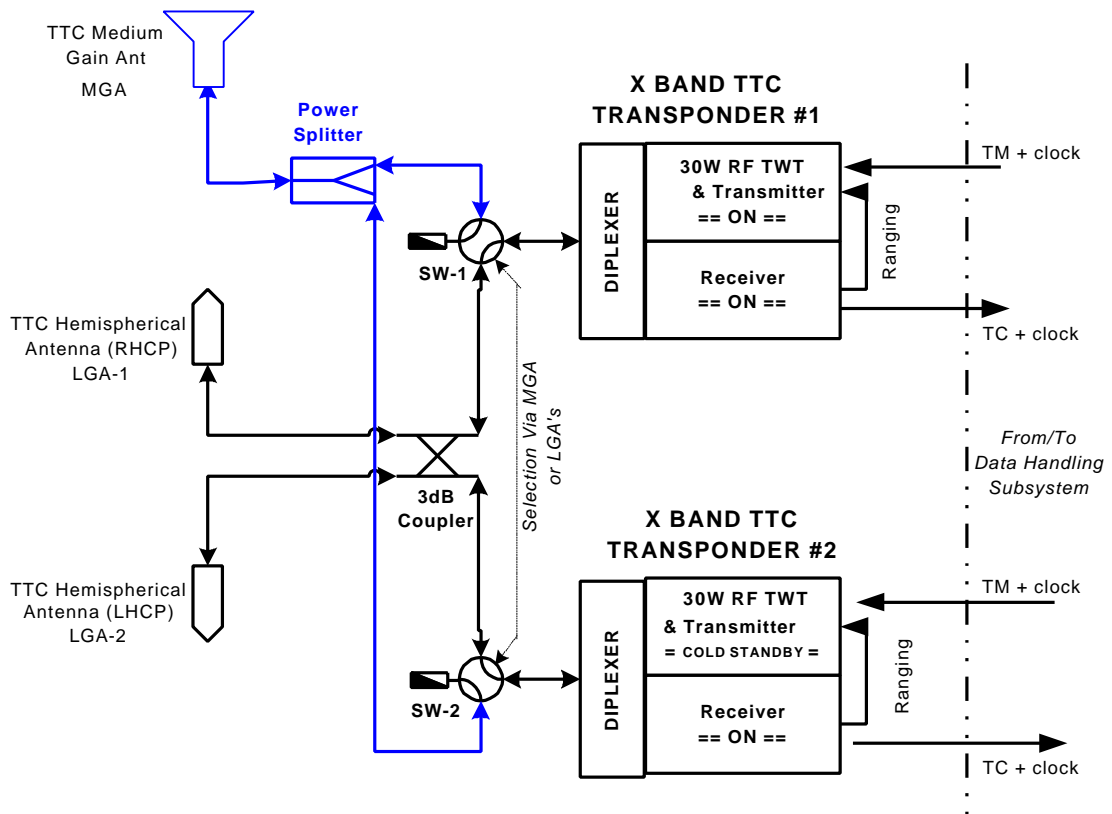 TTC Medium
Gain Ant
MGA
Power
Splitter
X BAND TTC
TRANSPONDER #1
DIPLEXER
30W RF TWT
& Transmitter
== ON ==
Receiver
== ON ==
Ranging
TM + clock
TC + clock
SW-1
TTC Hemispherical
Antenna (RHCP)
LGA-1
Selection Via MGA
or LGA's
3dB
Coupler
From/To
Data Handling
Subsystem
TTC Hemispherical
Antenna (LHCP)
LGA-2
X BAND TTC
TRANSPONDER #2
DIPLEXER
30W RF TWT
& Transmitter
= COLD STANDBY =
Receiver
== ON ==
Ranging
TM + clock
TC + clock
SW-2